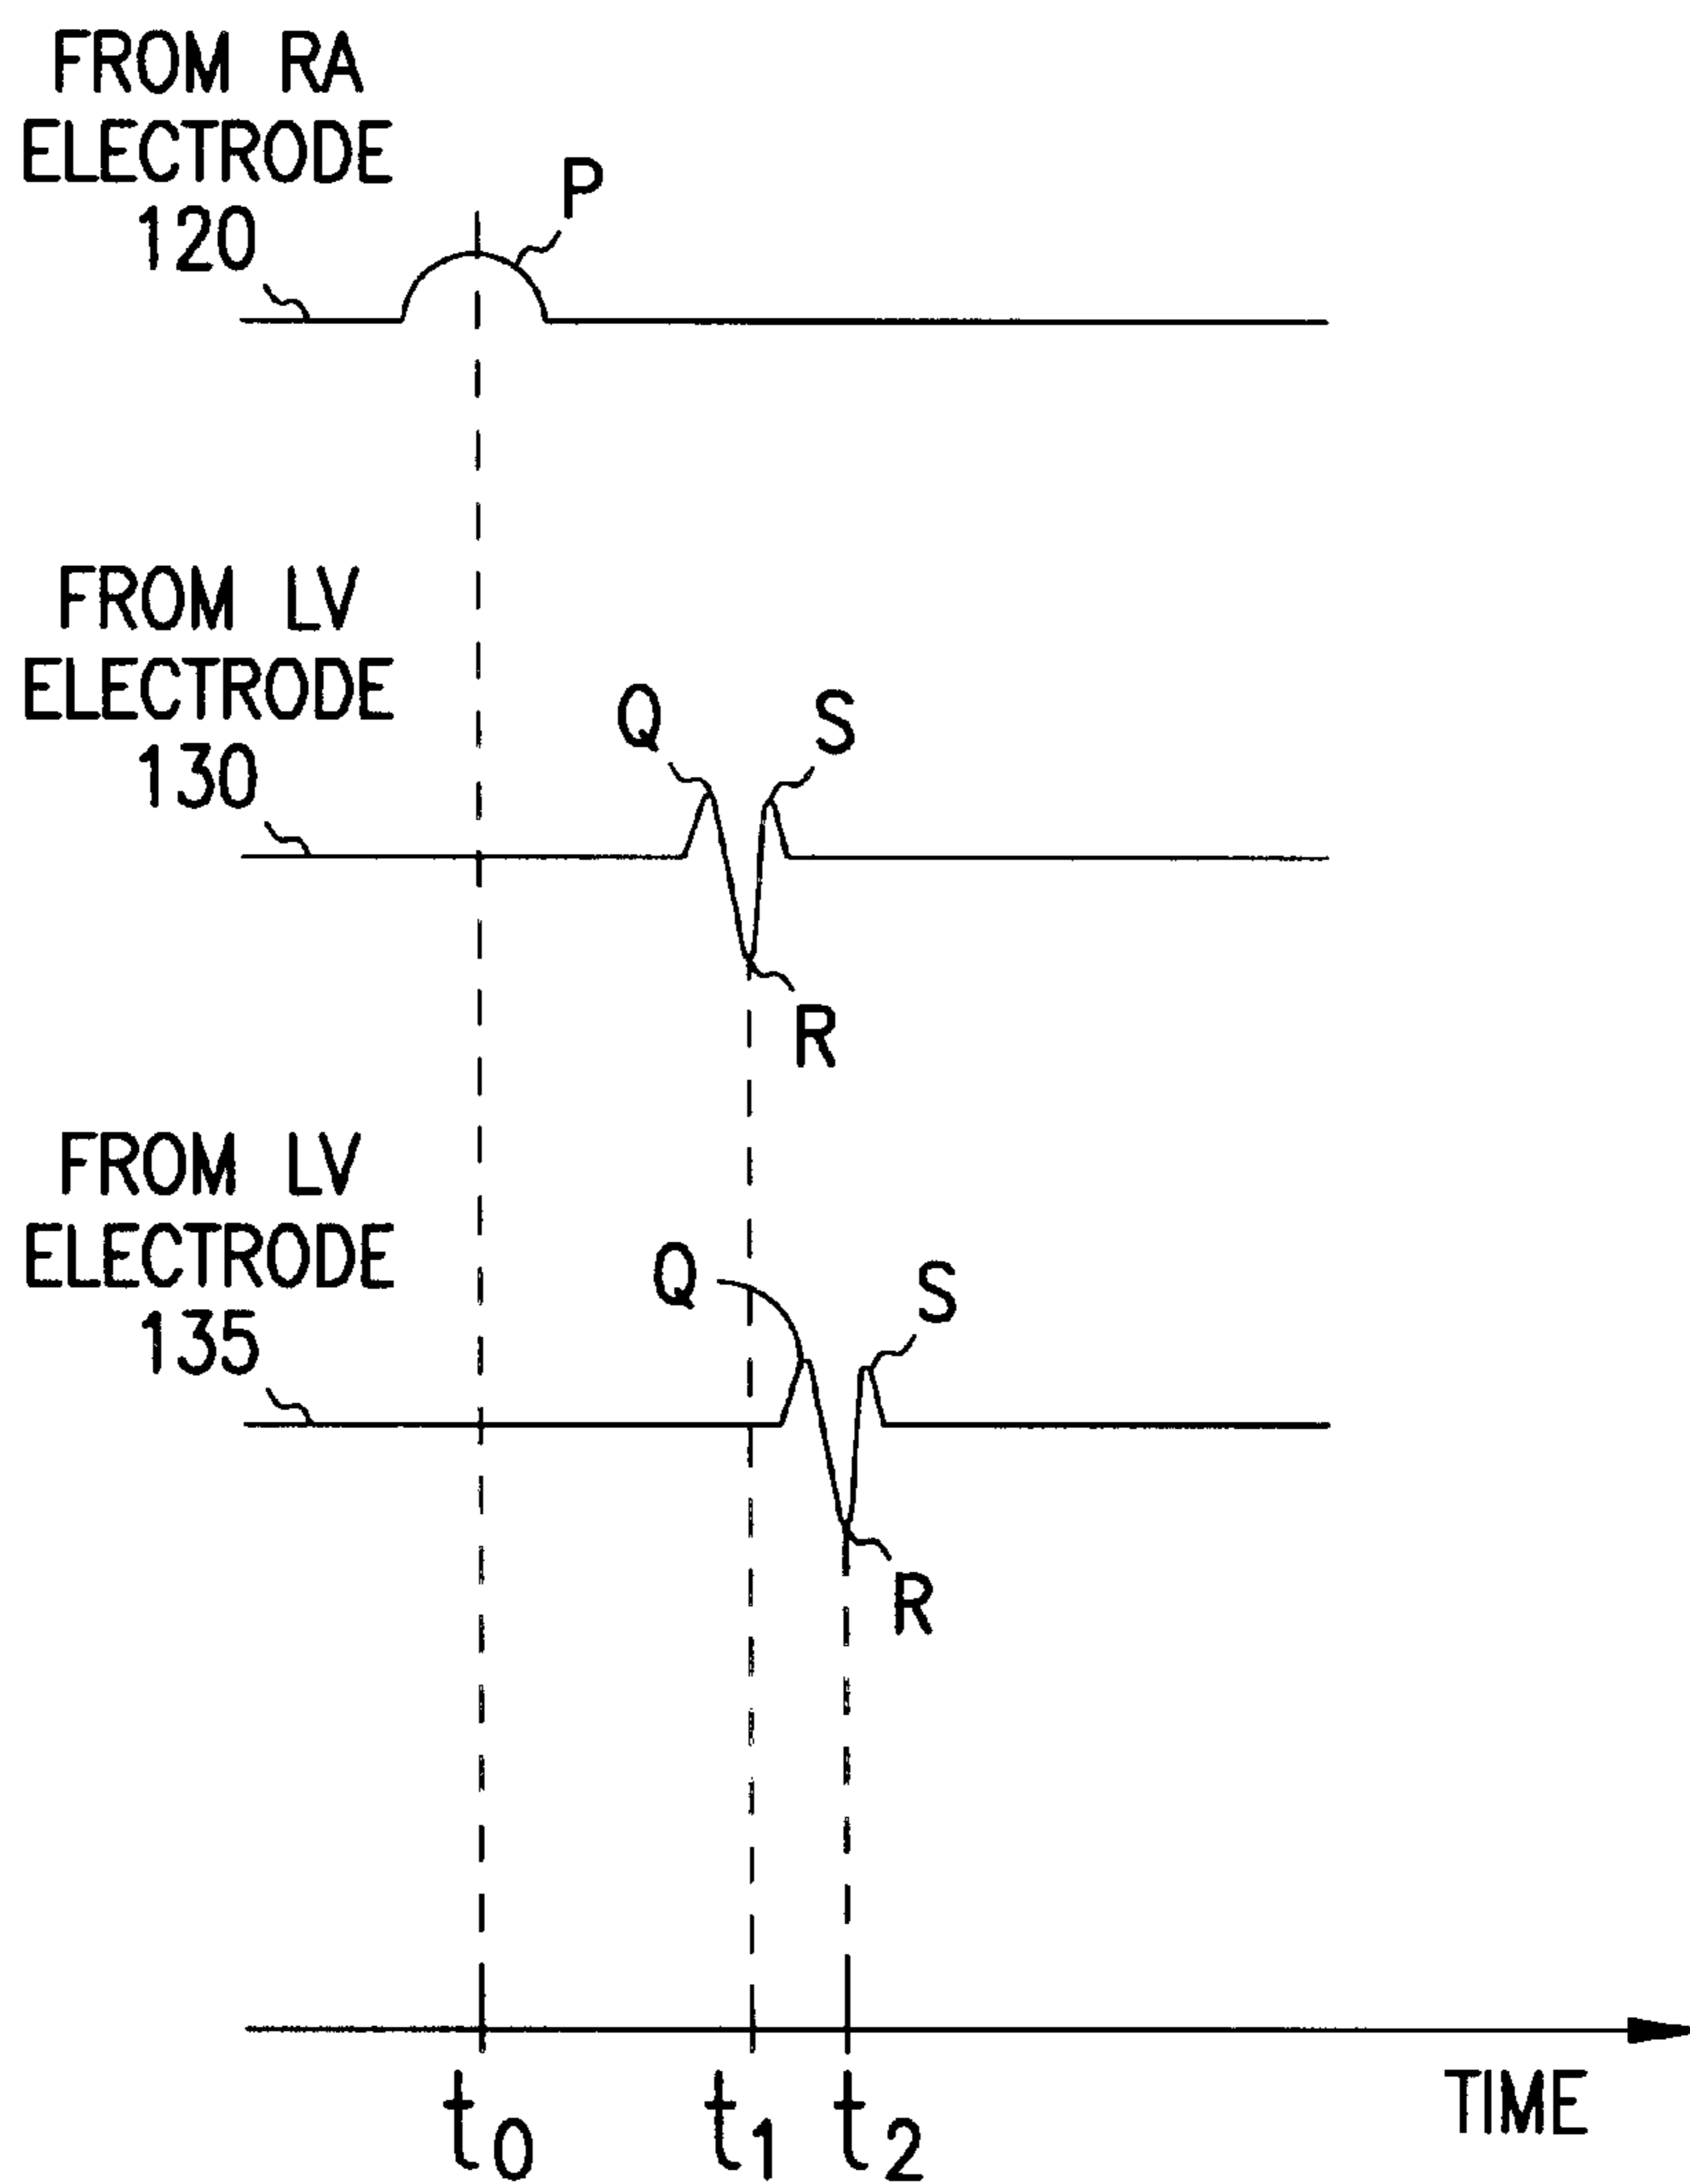 FROM RA
ELECTRODE
120
P
FROM LV
ELECTRODE
130
Q
S
R
FROM LV
ELECTRODE
135
Q
S
R
t0
t1
t2
TIME